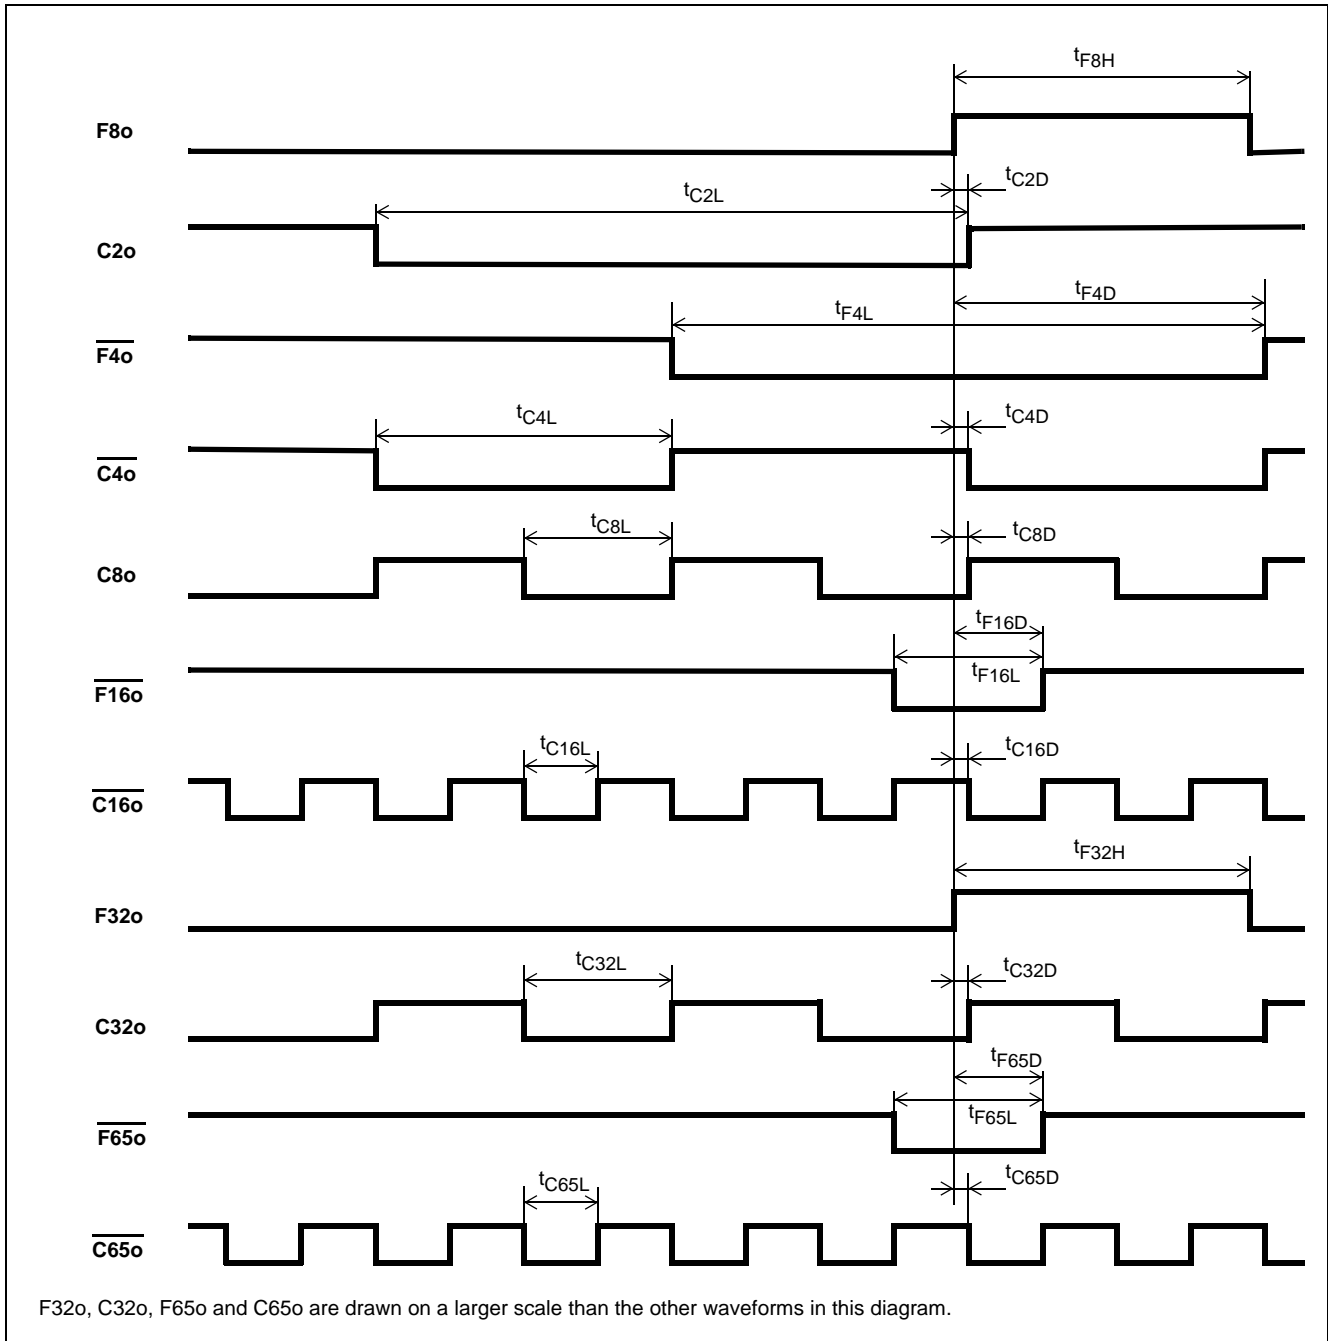 tF8H
F8o
tC2D
tC2L
C2o
tF4D
tF4L
F4o
tC4L
tC4D
C4o
tC8L
tC8D
C8o
tF16D
tF16L
F16o
tC16L
tC16D
C16o
tF32H
F32o
tC32L
tC32D
C32o
tF65D
tF65L
F65o
tC65L
tC65D
C65o
F32o, C32o, F65o and C65o are drawn on a larger scale than the other waveforms in this diagram.